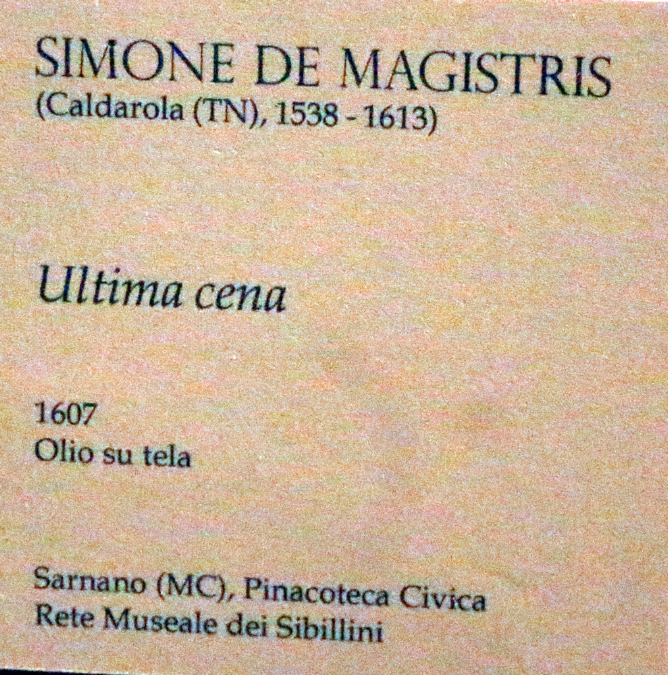 SIMONE DE MAGISTRIS
(Caldarola (TN), 1538 - 1613)
Ultima cena
1607
Olio su tela
Sarnano (MC), Pinacoteca Civica
Rete Museale dei Sibillini